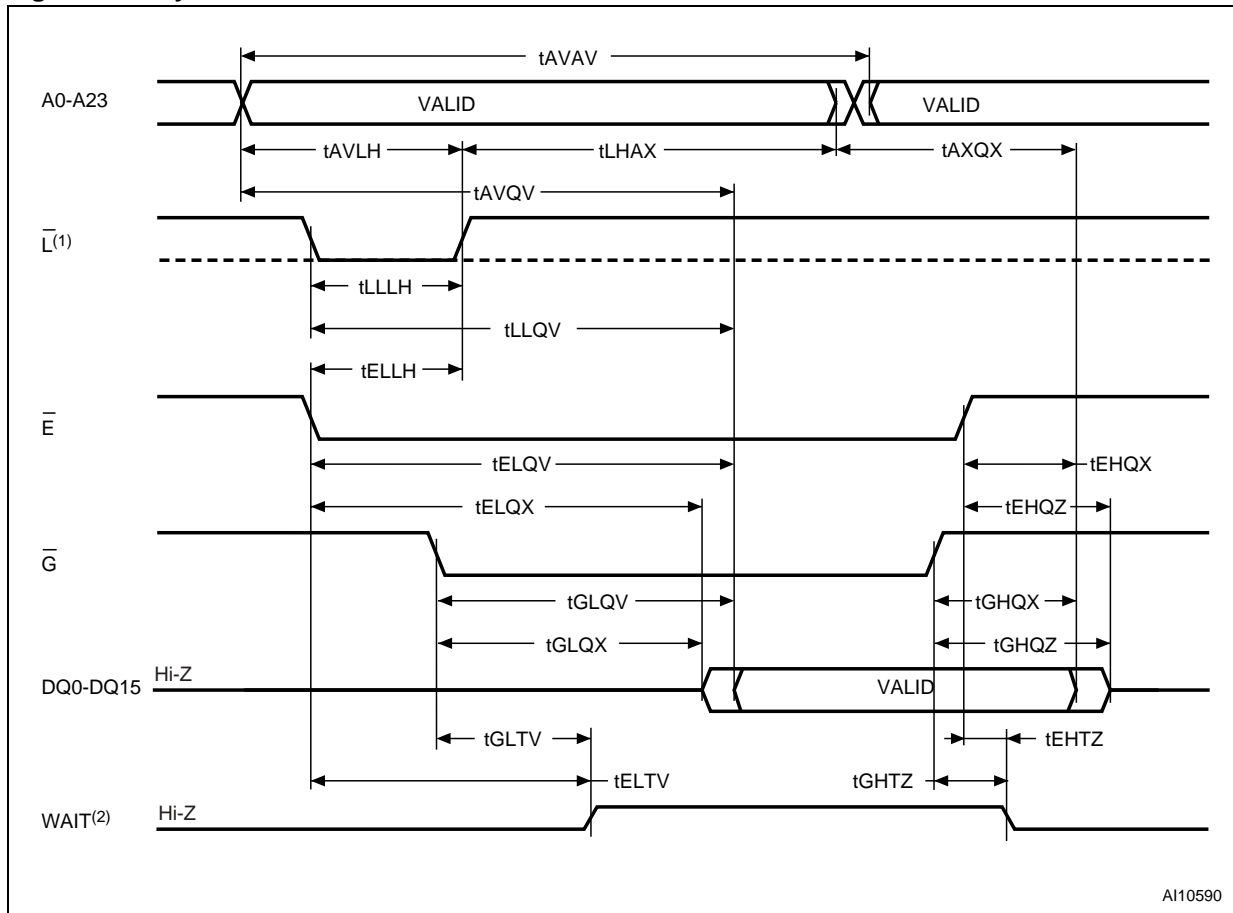 tAVAV
A0-A23 VALID VALID
tAVLH tLHAX tAXQX
tAVQV
L̅(1)
tLLLH
tLLQV
tELLH
E̅
tELQV tEHQX
tELQX tEHQZ
G̅
tGLQV tGHQX
tGLQX tGHQZ
DQ0-DQ15 Hi-Z VALID
tGLTV tEHTZ
tELTV tGHTZ
WAIT(2) Hi-Z
AI10590